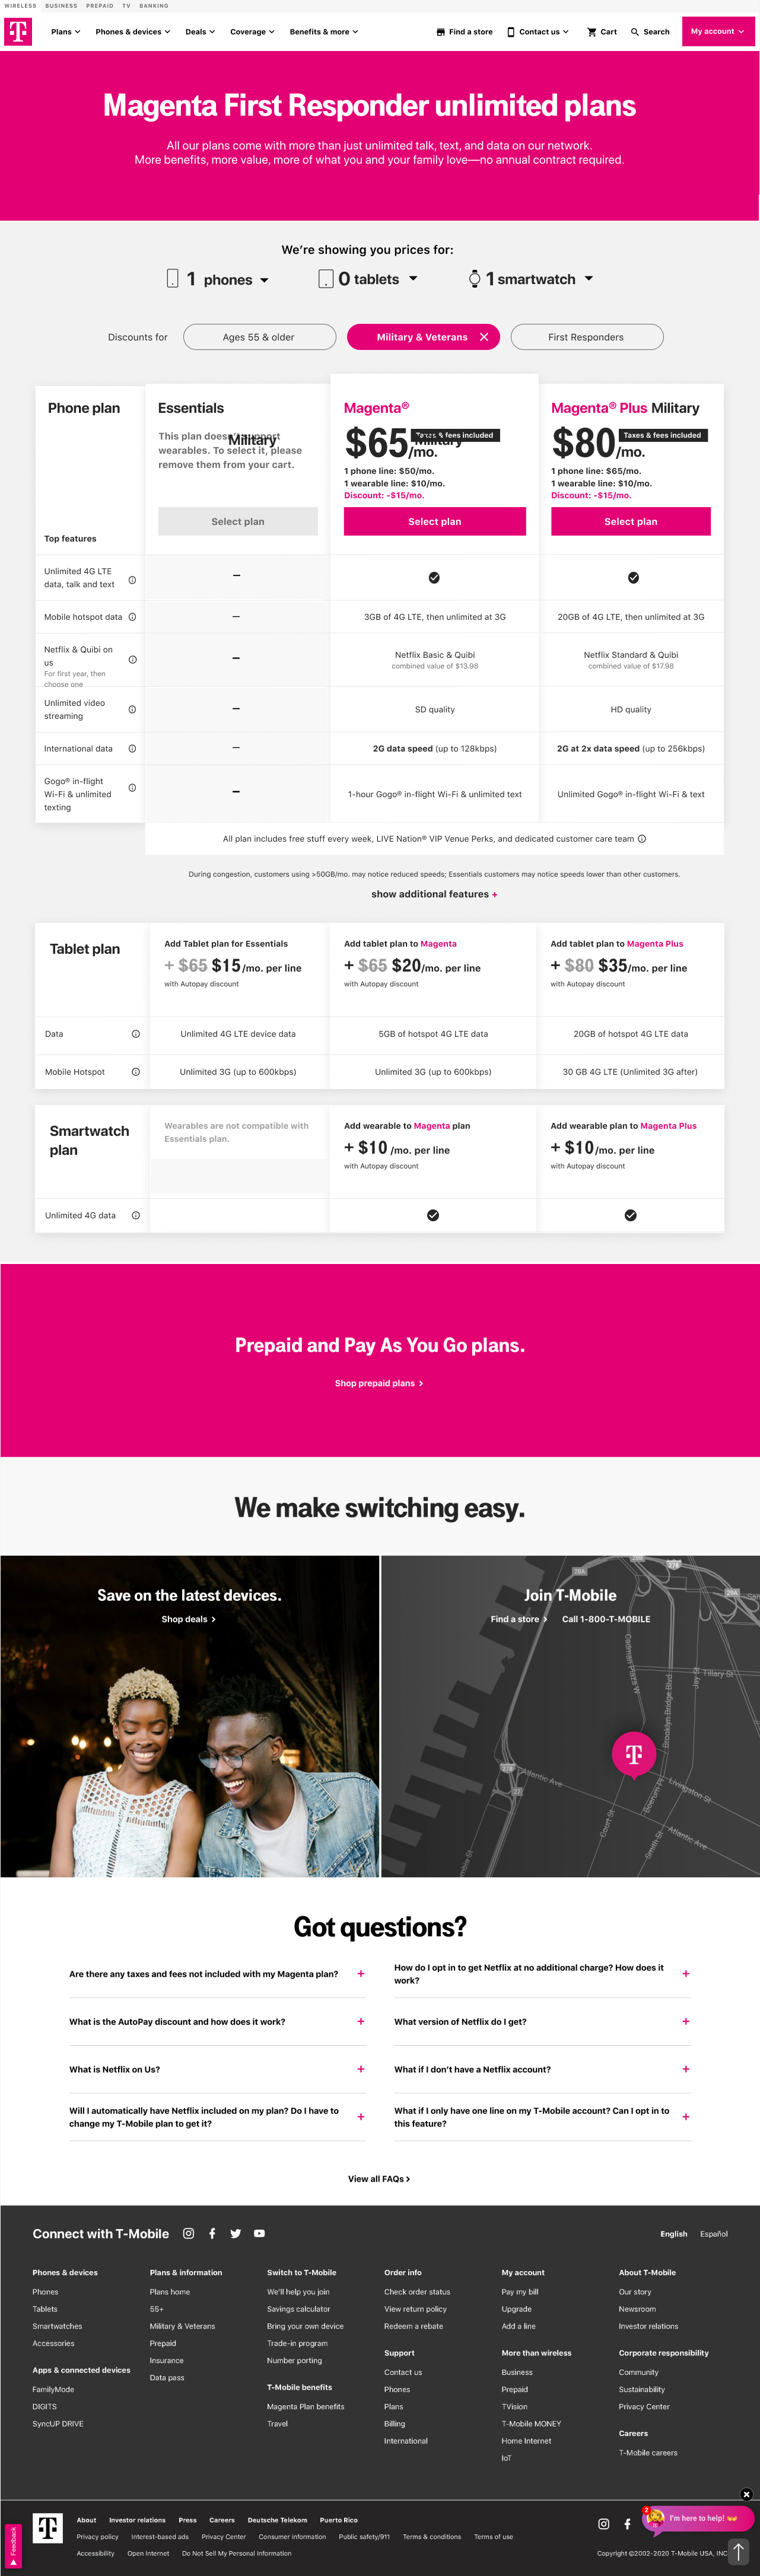 WIRELESS BUSINESS PREPAID TV BANKING
Plans Phones & devices Deals Coverage Benefits & more Find a store Contact us Cart Search My account
Magenta First Responder unlimited plans
All our plans come with more than just unlimited talk, text, and data on our network.
More benefits, more value, more of what you and your family love—no annual contract required.
We're showing you prices for:
1 phones 0 tablets 1 smartwatch
Discounts for Ages 55 & older Military & Veterans First Responders
Phone plan
Essentials
Military
This plan doesn't support
wearables. To select it, please
remove them from your cart.
Select plan
Magenta®
Military
$65/mo.
Taxes & fees included
1 phone line: $50/mo.
1 wearable line: $10/mo.
Discount: -$15/mo.
Select plan
Magenta® Plus Military
$80/mo.
Taxes & fees included
1 phone line: $65/mo.
1 wearable line: $10/mo.
Discount: -$15/mo.
Select plan
Top features
Unlimited 4G LTE
data, talk and text
–
Mobile hotspot data – 3GB of 4G LTE, then unlimited at 3G 20GB of 4G LTE, then unlimited at 3G
Netflix & Quibi on
us
For first year, then
choose one
–
Netflix Basic & Quibi
combined value of $13.98
Netflix Standard & Quibi
combined value of $17.98
Unlimited video
streaming
– SD quality HD quality
International data – 2G data speed (up to 128kbps) 2G at 2x data speed (up to 256kbps)
Gogo® in-flight
Wi-Fi & unlimited
texting
– 1-hour Gogo® in-flight Wi-Fi & unlimited text Unlimited Gogo® in-flight Wi-Fi & text
All plan includes free stuff every week, LIVE Nation® VIP Venue Perks, and dedicated customer care team
During congestion, customers using >50GB/mo. may notice reduced speeds; Essentials customers may notice speeds lower than other customers.
show additional features +
Tablet plan
Add Tablet plan for Essentials
+ $65 $15/mo. per line
with Autopay discount
Add tablet plan to Magenta
+ $65 $20/mo. per line
with Autopay discount
Add tablet plan to Magenta Plus
+ $80 $35/mo. per line
with Autopay discount
Data Unlimited 4G LTE device data 5GB of hotspot 4G LTE data 20GB of hotspot 4G LTE data
Mobile Hotspot Unlimited 3G (up to 600kbps) Unlimited 3G (up to 600kbps) 30 GB 4G LTE (Unlimited 3G after)
Smartwatch
plan
Wearables are not compatible with
Essentials plan.
Add wearable to Magenta plan
+ $10 /mo. per line
with Autopay discount
Add wearable plan to Magenta Plus
+ $10/mo. per line
with Autopay discount
Unlimited 4G data
Prepaid and Pay As You Go plans.
Shop prepaid plans
We make switching easy.
Save on the latest devices.
Shop deals
Join T-Mobile
Find a store Call 1-800-T-MOBILE
28A
278
29A
Cadman Plaza W
Brooklyn Bridge Blvd
Jay St
Tillary St
T
278
27
Atlantic Ave
Court St
Boerum Pl
Livingston St
Smith St
Atlantic Ave
Got questions?
Are there any taxes and fees not included with my Magenta plan? +
How do I opt in to get Netflix at no additional charge? How does it
work? +
What is the AutoPay discount and how does it work? +
What version of Netflix do I get? +
What is Netflix on Us? +
What if I don't have a Netflix account? +
Will I automatically have Netflix included on my plan? Do I have to
change my T-Mobile plan to get it? +
What if I only have one line on my T-Mobile account? Can I opt in to
this feature? +
View all FAQs
Connect with T-Mobile
English Español
Phones & devices
Phones
Tablets
Smartwatches
Accessories
Apps & connected devices
FamilyMode
DIGITS
SyncUP DRIVE
Plans & information
Plans home
55+
Military & Veterans
Prepaid
Insurance
Data pass
Switch to T-Mobile
We'll help you join
Savings calculator
Bring your own device
Trade-in program
Number porting
T-Mobile benefits
Magenta Plan benefits
Travel
Order info
Check order status
View return policy
Redeem a rebate
Support
Contact us
Phones
Plans
Billing
International
My account
Pay my bill
Upgrade
Add a line
More than wireless
Business
Prepaid
TVision
T-Mobile MONEY
Home Internet
IoT
About T-Mobile
Our story
Newsroom
Investor relations
Corporate responsibility
Community
Sustainability
Privacy Center
Careers
T-Mobile careers
About Investor relations Press Careers Deutsche Telekom Puerto Rico
Privacy policy Interest-based ads Privacy Center Consumer information Public safety/911 Terms & conditions Terms of use
Accessibility Open Internet Do Not Sell My Personal Information
Copyright ©2002-2020 T-Mobile USA, INC
2
I'm here to help!
Feedback